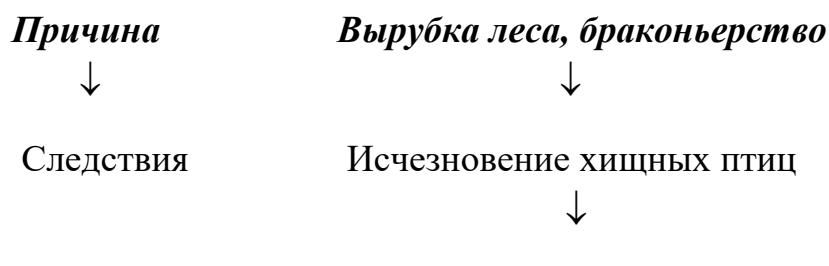 Причина Вырубка леса, браконьерство
↓ ↓
Следствия Исчезновение хищных птиц
↓